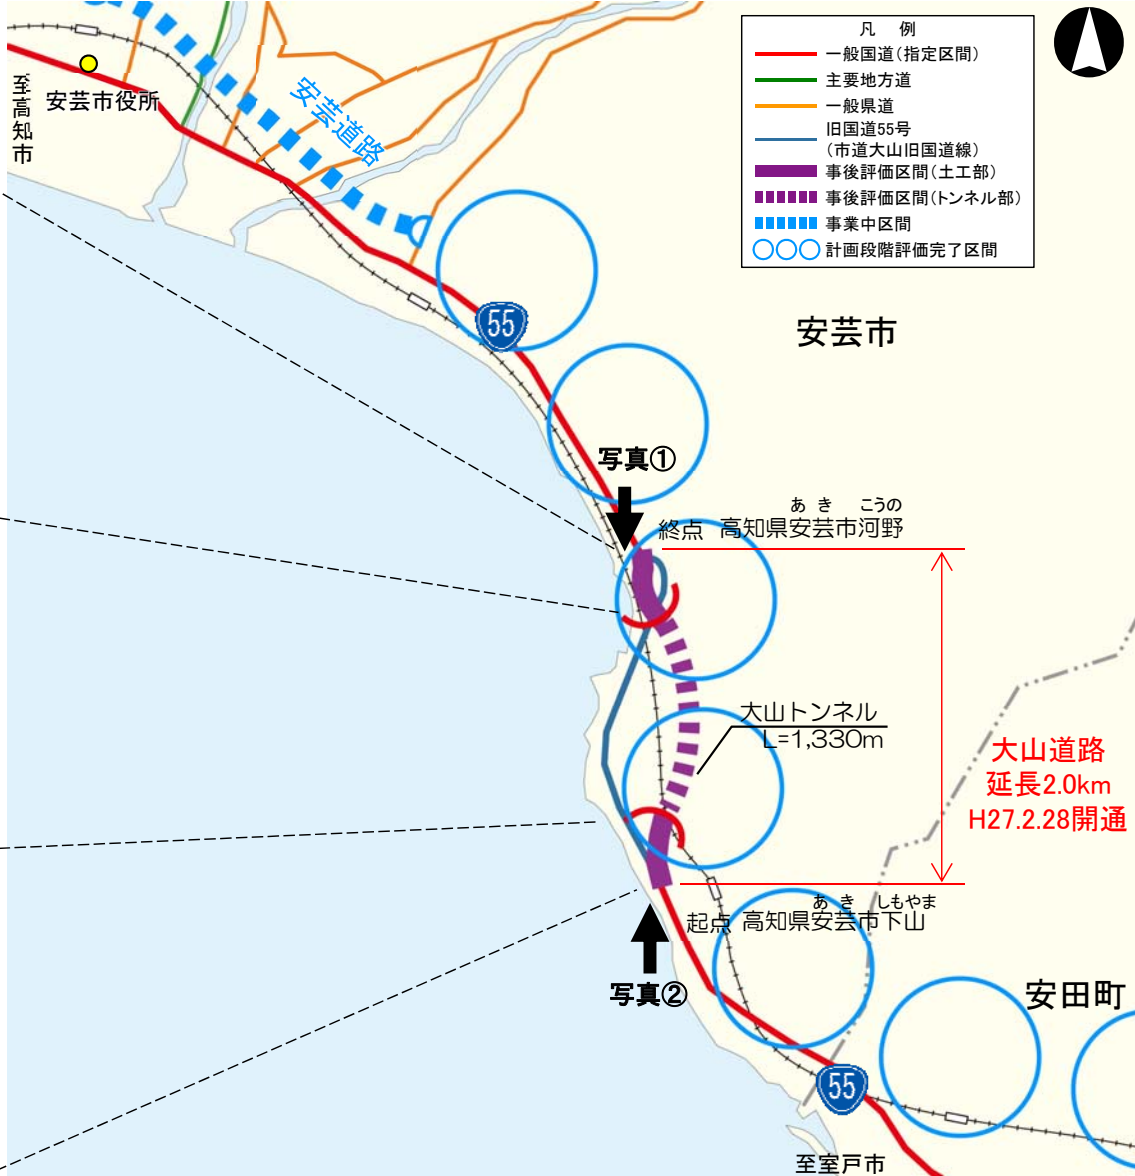 凡 例
一般国道(指定区間)
主要地方道
一般県道
旧国道55号
(市道大山旧国道線)
事後評価区間(土工部)
事後評価区間(トンネル部)
事業中区間
計画段階評価完了区間
至高知市
安芸市役所
安芸道路
55
安芸市
写真①
あき こうの
終点 高知県安芸市河野
大山トンネル
L=1,330m
大山道路
延長2.0km
H27.2.28開通
あき しもやま
起点 高知県安芸市下山
写真②
安田町
55
至室戸市